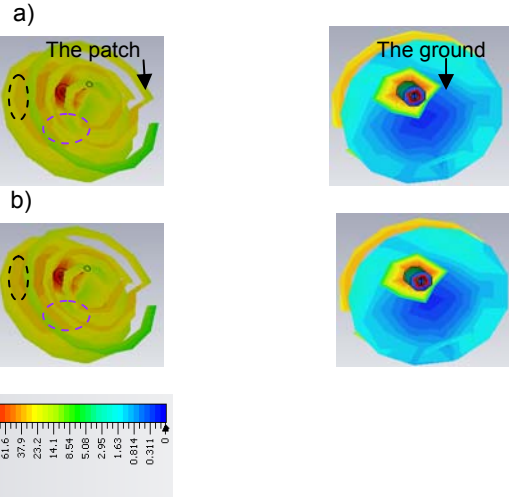 a)
The patch
The ground
b)
61.6
37.9
23.2
14.1
8.54
5.08
2.95
1.63
0.814
0.311
0